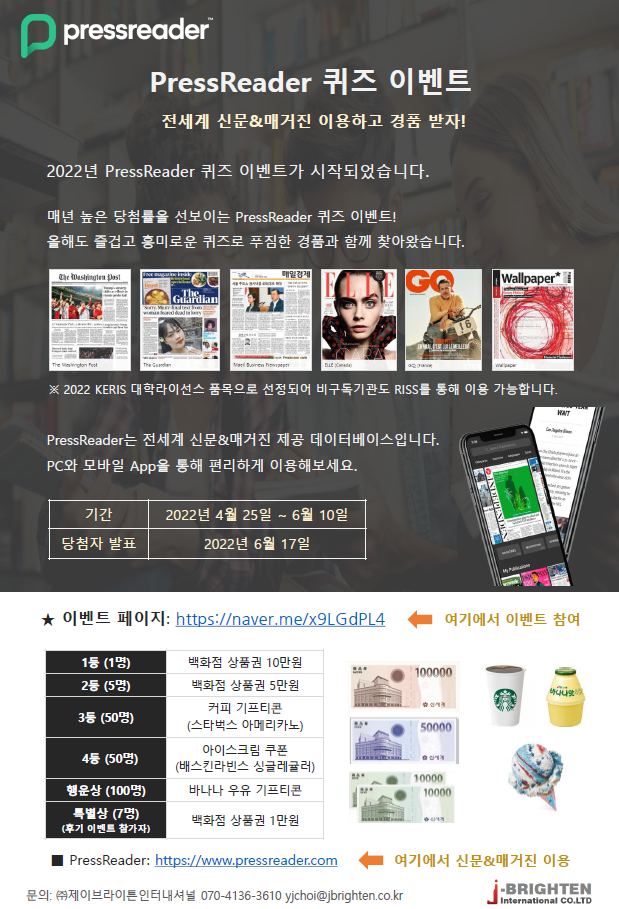 pressreader™
PressReader 퀴즈 이벤트
전세계 신문&매거진 이용하고 경품 받자!
2022년 PressReader 퀴즈 이벤트가 시작되었습니다.
매년 높은 당첨률을 선보이는 PressReader 퀴즈 이벤트!
올해도 즐겁고 흥미로운 퀴즈로 푸짐한 경품과 함께 찾아왔습니다.
The Washington Post
Free magazine inside
The Guardian
매일경제
ELLE
GQ
Wallpaper*
The Washington Post
The Guardian
Maeil Business Newspaper
ELLE (Canada)
GQ (France)
Wallpaper
※ 2022 KERIS 대학라이선스 품목으로 선정되어 비구독기관도 RISS를 통해 이용 가능합니다.
PressReader는 전세계 신문&매거진 제공 데이터베이스입니다.
PC와 모바일 App을 통해 편리하게 이용해보세요.
WAIT
Los Angeles Times
INDEPENDENT
My Publications
기간 2022년 4월 25일 ~ 6월 10일
당첨자 발표 2022년 6월 17일
★ 이벤트 페이지: https://naver.me/x9LGdPL4 여기에서 이벤트 참여
1등 (1명) 백화점 상품권 10만원
2등 (5명) 백화점 상품권 5만원
3등 (50명) 커피 기프티콘
(스타벅스 아메리카노)
4등 (50명) 아이스크림 쿠폰
(배스킨라빈스 싱글레귤러)
행운상 (100명) 바나나 우유 기프티콘
특별상 (7명)
(후기 이벤트 참가자)
백화점 상품권 1만원
100000
신세계
50000
신세계
10000
10000
신세계
바나나맛
■ PressReader: https://www.pressreader.com 여기에서 신문&매거진 이용
문의: ㈜제이브라이튼인터내셔널 070-4136-3610 yjchoi@jbrighten.co.kr
j-BRIGHTEN
International CO.LTD